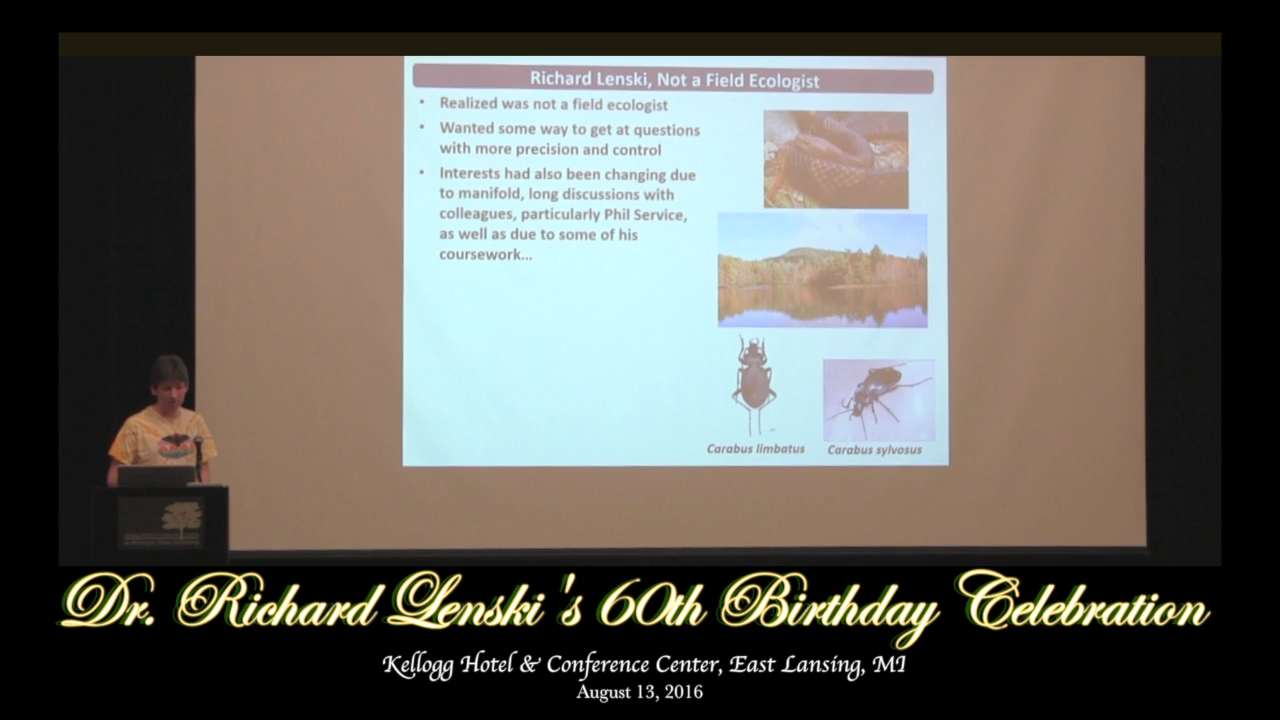 Richard Lenski, Not a Field Ecologist
• Realized was not a field ecologist
• Wanted some way to get at questions
with more precision and control
• Interests had also been changing due
to manifold, long discussions with
colleagues, particularly Phil Service,
as well as due to some of his
coursework...
Carabus limbatus
Carabus sylvosus
Dr. Richard Lenski's 60th Birthday Celebration
Kellogg Hotel & Conference Center, East Lansing, MI
August 13, 2016